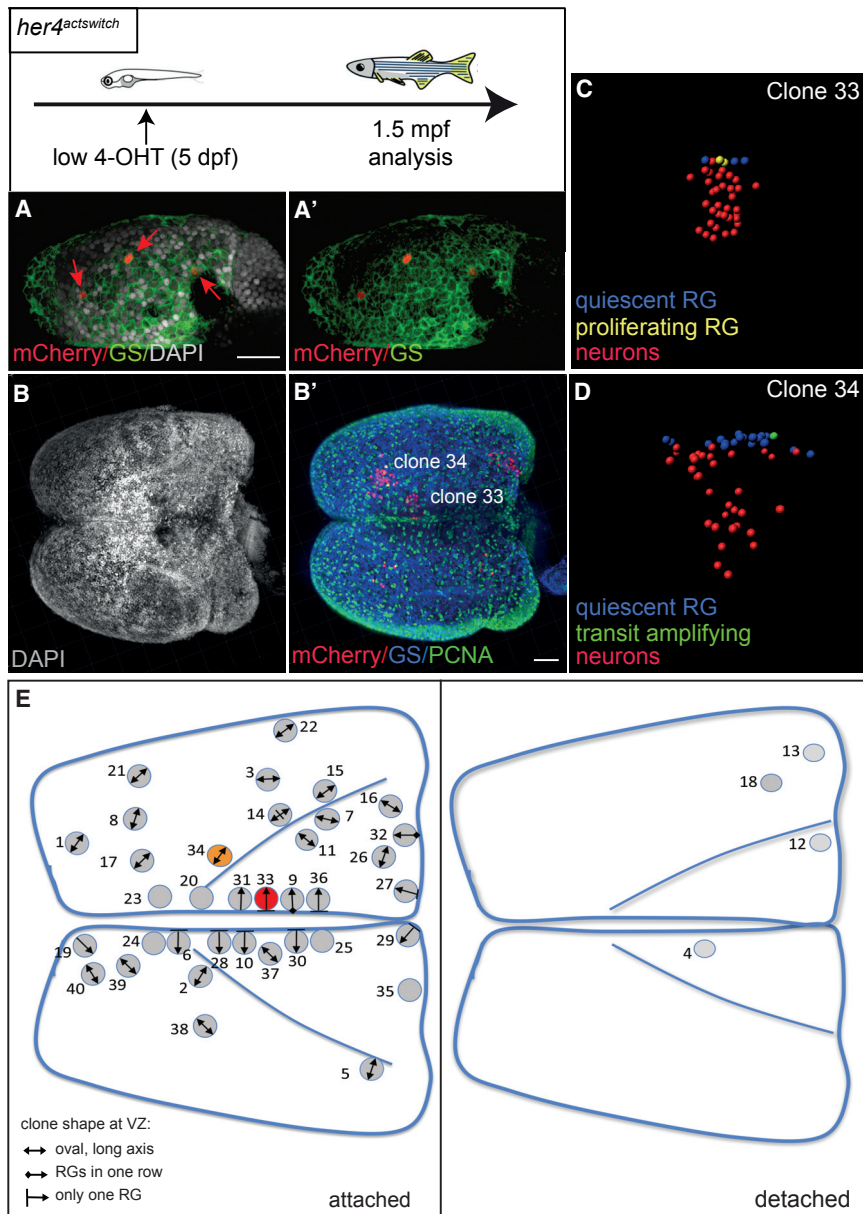 her4actswitch
low 4-OHT (5 dpf)
1.5 mpf
analysis
A
mCherry/GS/DAPI
A'
mCherry/GS
B
DAPI
B'
clone 34
clone 33
mCherry/GS/PCNA
C
Clone 33
quiescent RG
proliferating RG
neurons
D
Clone 34
quiescent RG
transit amplifying
neurons
E
22
21
3
15
8
14
16
7
1
32
17
34
11
26
20
31
33
9
36
27
23
19
24
6
28
10
37
30
25
29
40
39
2
35
38
5
clone shape at VZ:
oval, long axis
RGs in one row
only one RG
attached
13
18
12
4
detached